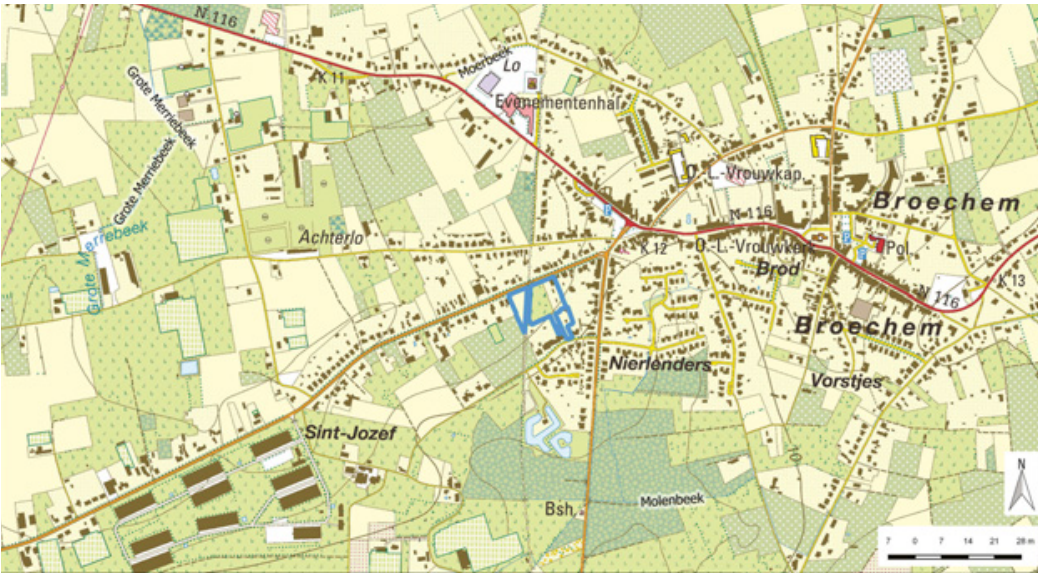 N 116
K 11
Moerbeek
Lo
Evenementenhal
Grote Merriebeek
Grote Merriebeek
Grote Merrebeek
Achterlo
O.-L.-Vrouwkap.
N 116
Broechem
K 12
O.-L.-Vrouwkerk
Brod
Pol.
K 13
N 116
Broechem
Nierlenders
Vorstjes
Sint-Jozef
10
Bsh.
Molenbeek
N
7 0 7 14 21 28 m
P
P
P